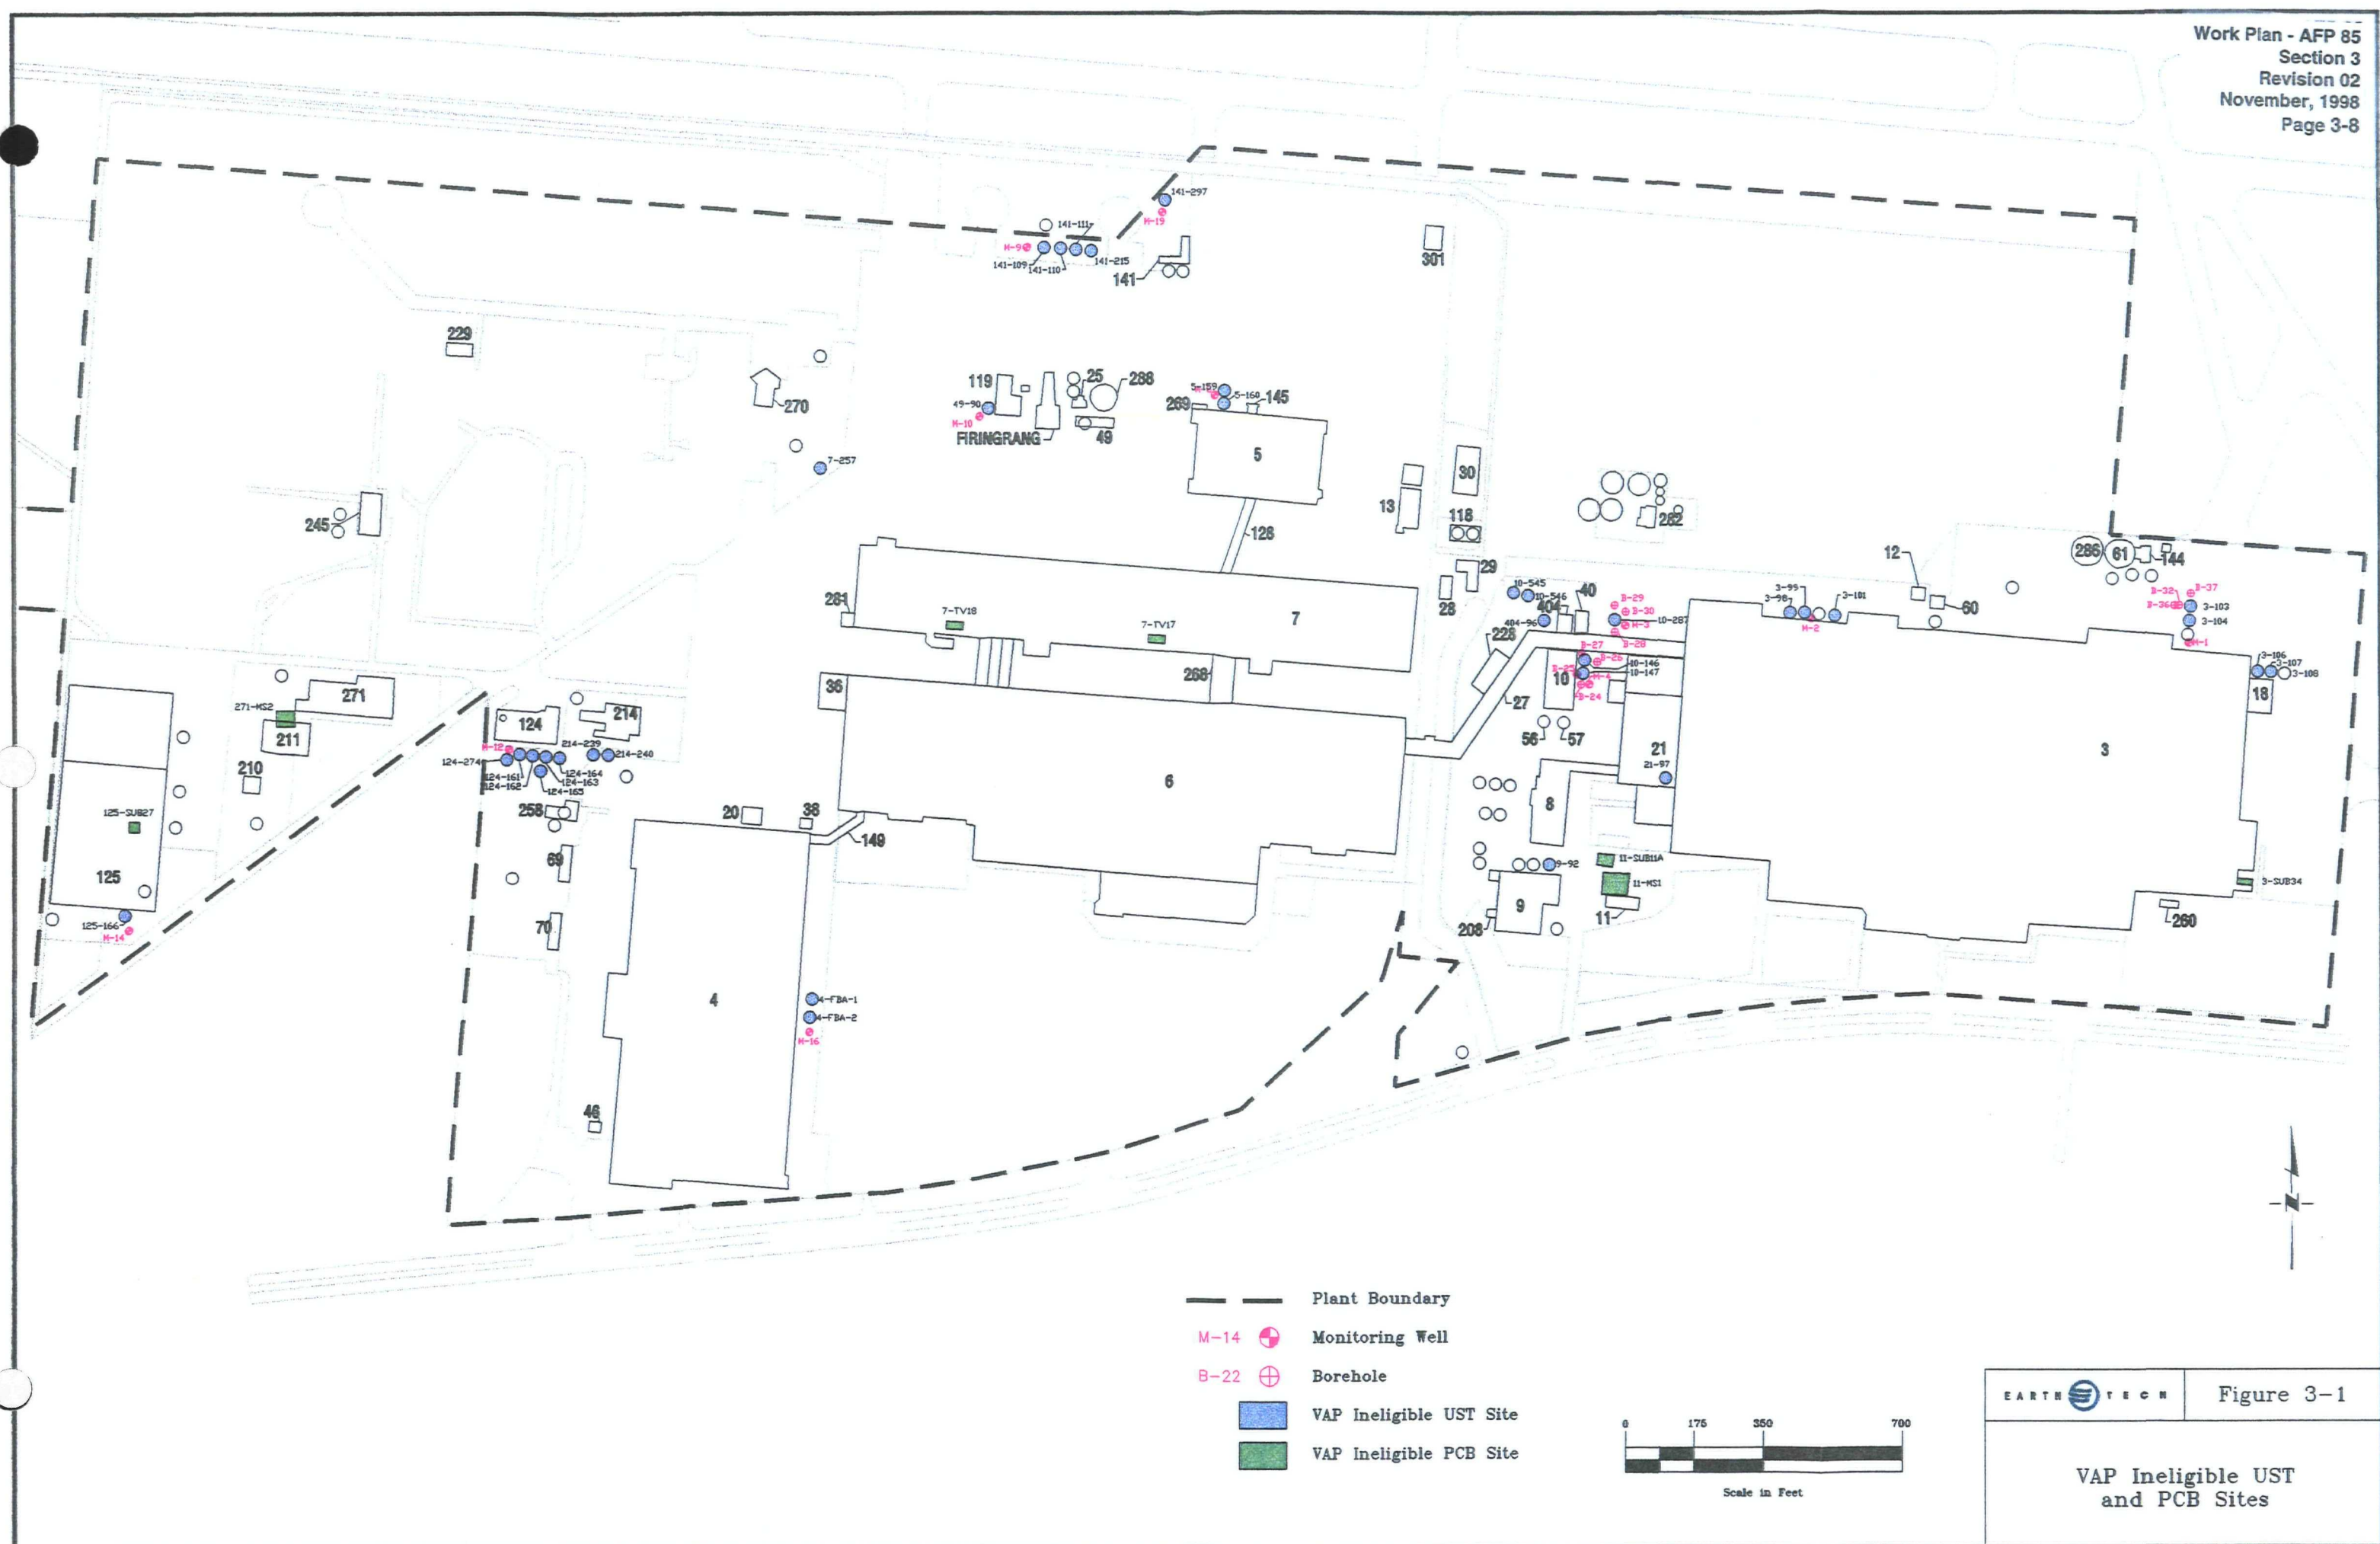 Work Plan - AFP 85
Section 3
Revision 02
November, 1998
Page 3-8
141-297
M-19
141-111
M-9
141-109
141-110
141-215
141
301
229
270
119
25
288
49-90
M-10
FIRINGRANG
49
5-159
5-160
145
269
5
7-257
245
13
30
118
128
282
29
28
12
60
286
61
144
281
7-TV18
7-TV17
7
10-545
10-546
404
40
404-96
B-29
B-30
M-3
10-287
B-28
3-99
3-98
3-101
M-2
B-32
B-37
B-36
3-103
3-104
M-1
228
B-27
B-26
B-25
10-146
10-147
M-4
B-24
10
27
268
36
3-106
3-107
3-108
18
271-MS2
271
211
210
124
214
M-12
124-274
214-239
214-240
124-161
124-162
124-164
124-163
124-165
56
57
21
21-97
3
6
125-SUB27
125
125-166
M-14
258
20
38
149
8
69
70
9-92
11-SUB11A
11-MS1
11
9
208
3-SUB34
260
4
4-FBA-1
4-FBA-2
M-16
46
N
Plant Boundary
M-14 Monitoring Well
B-22 Borehole
VAP Ineligible UST Site
VAP Ineligible PCB Site
0 175 350 700
Scale in Feet
EARTH TECH
Figure 3-1
VAP Ineligible UST
and PCB Sites